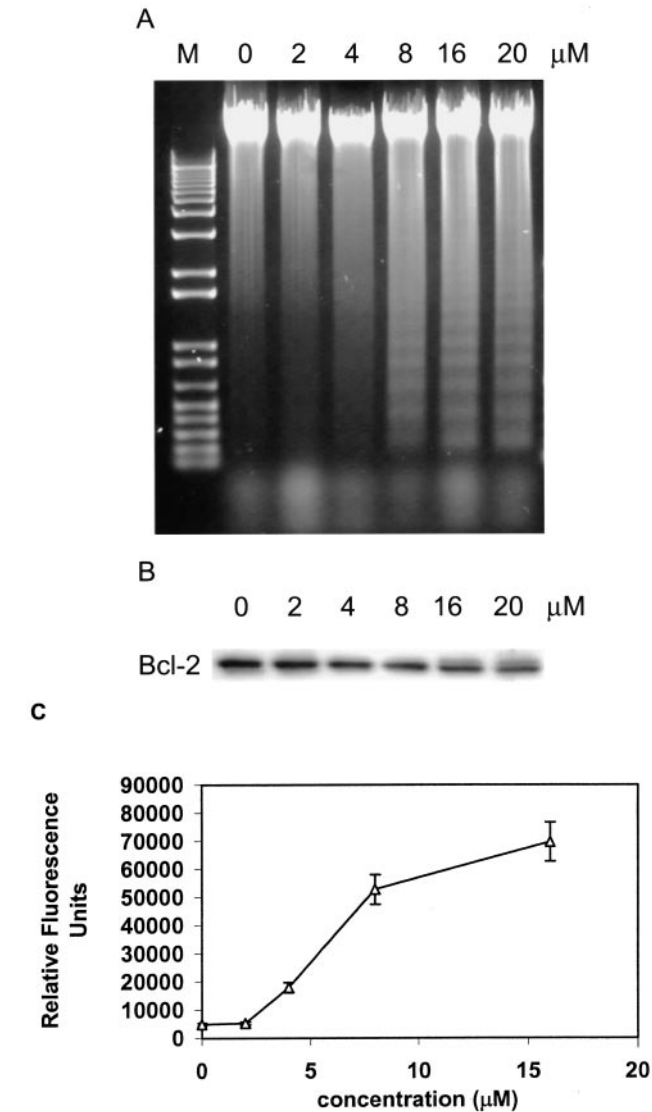 A
M 0 2 4 8 16 20 μM
B
0 2 4 8 16 20 μM
Bcl-2
C
90000
80000
70000
60000
50000
40000
30000
20000
10000
0
Relative Fluorescence
Units
0 5 10 15 20
concentration (μM)